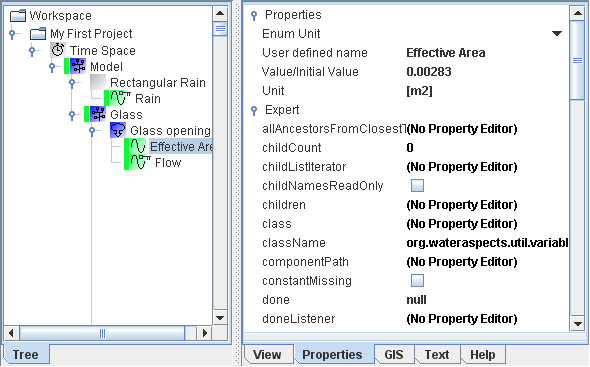 Workspace
My First Project
Time Space
Model
Rectangular Rain
Rain
Glass
Glass opening
Effective Are
Flow
Tree
Properties
Enum Unit
User defined name Effective Area
Value/Initial Value 0.00283
Unit [m2]
Expert
allAncestorsFromClosestT (No Property Editor)
childCount 0
childListIterator (No Property Editor)
childNamesReadOnly
children (No Property Editor)
class (No Property Editor)
className org.wateraspects.util.variabl
componentPath (No Property Editor)
constantMissing
done null
doneListener (No Property Editor)
View Properties GIS Text Help